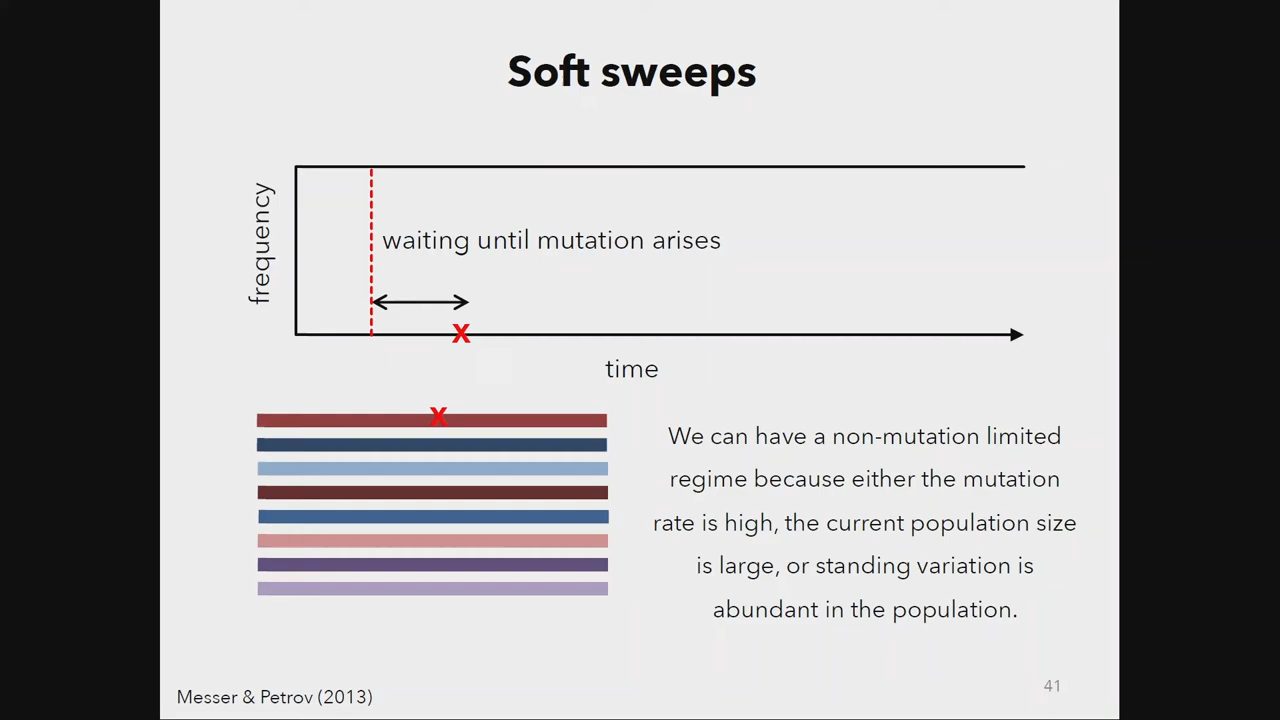 Soft sweeps
frequency
waiting until mutation arises
x
time
x
We can have a non-mutation limited
regime because either the mutation
rate is high, the current population size
is large, or standing variation is
abundant in the population.
Messer & Petrov (2013)
41